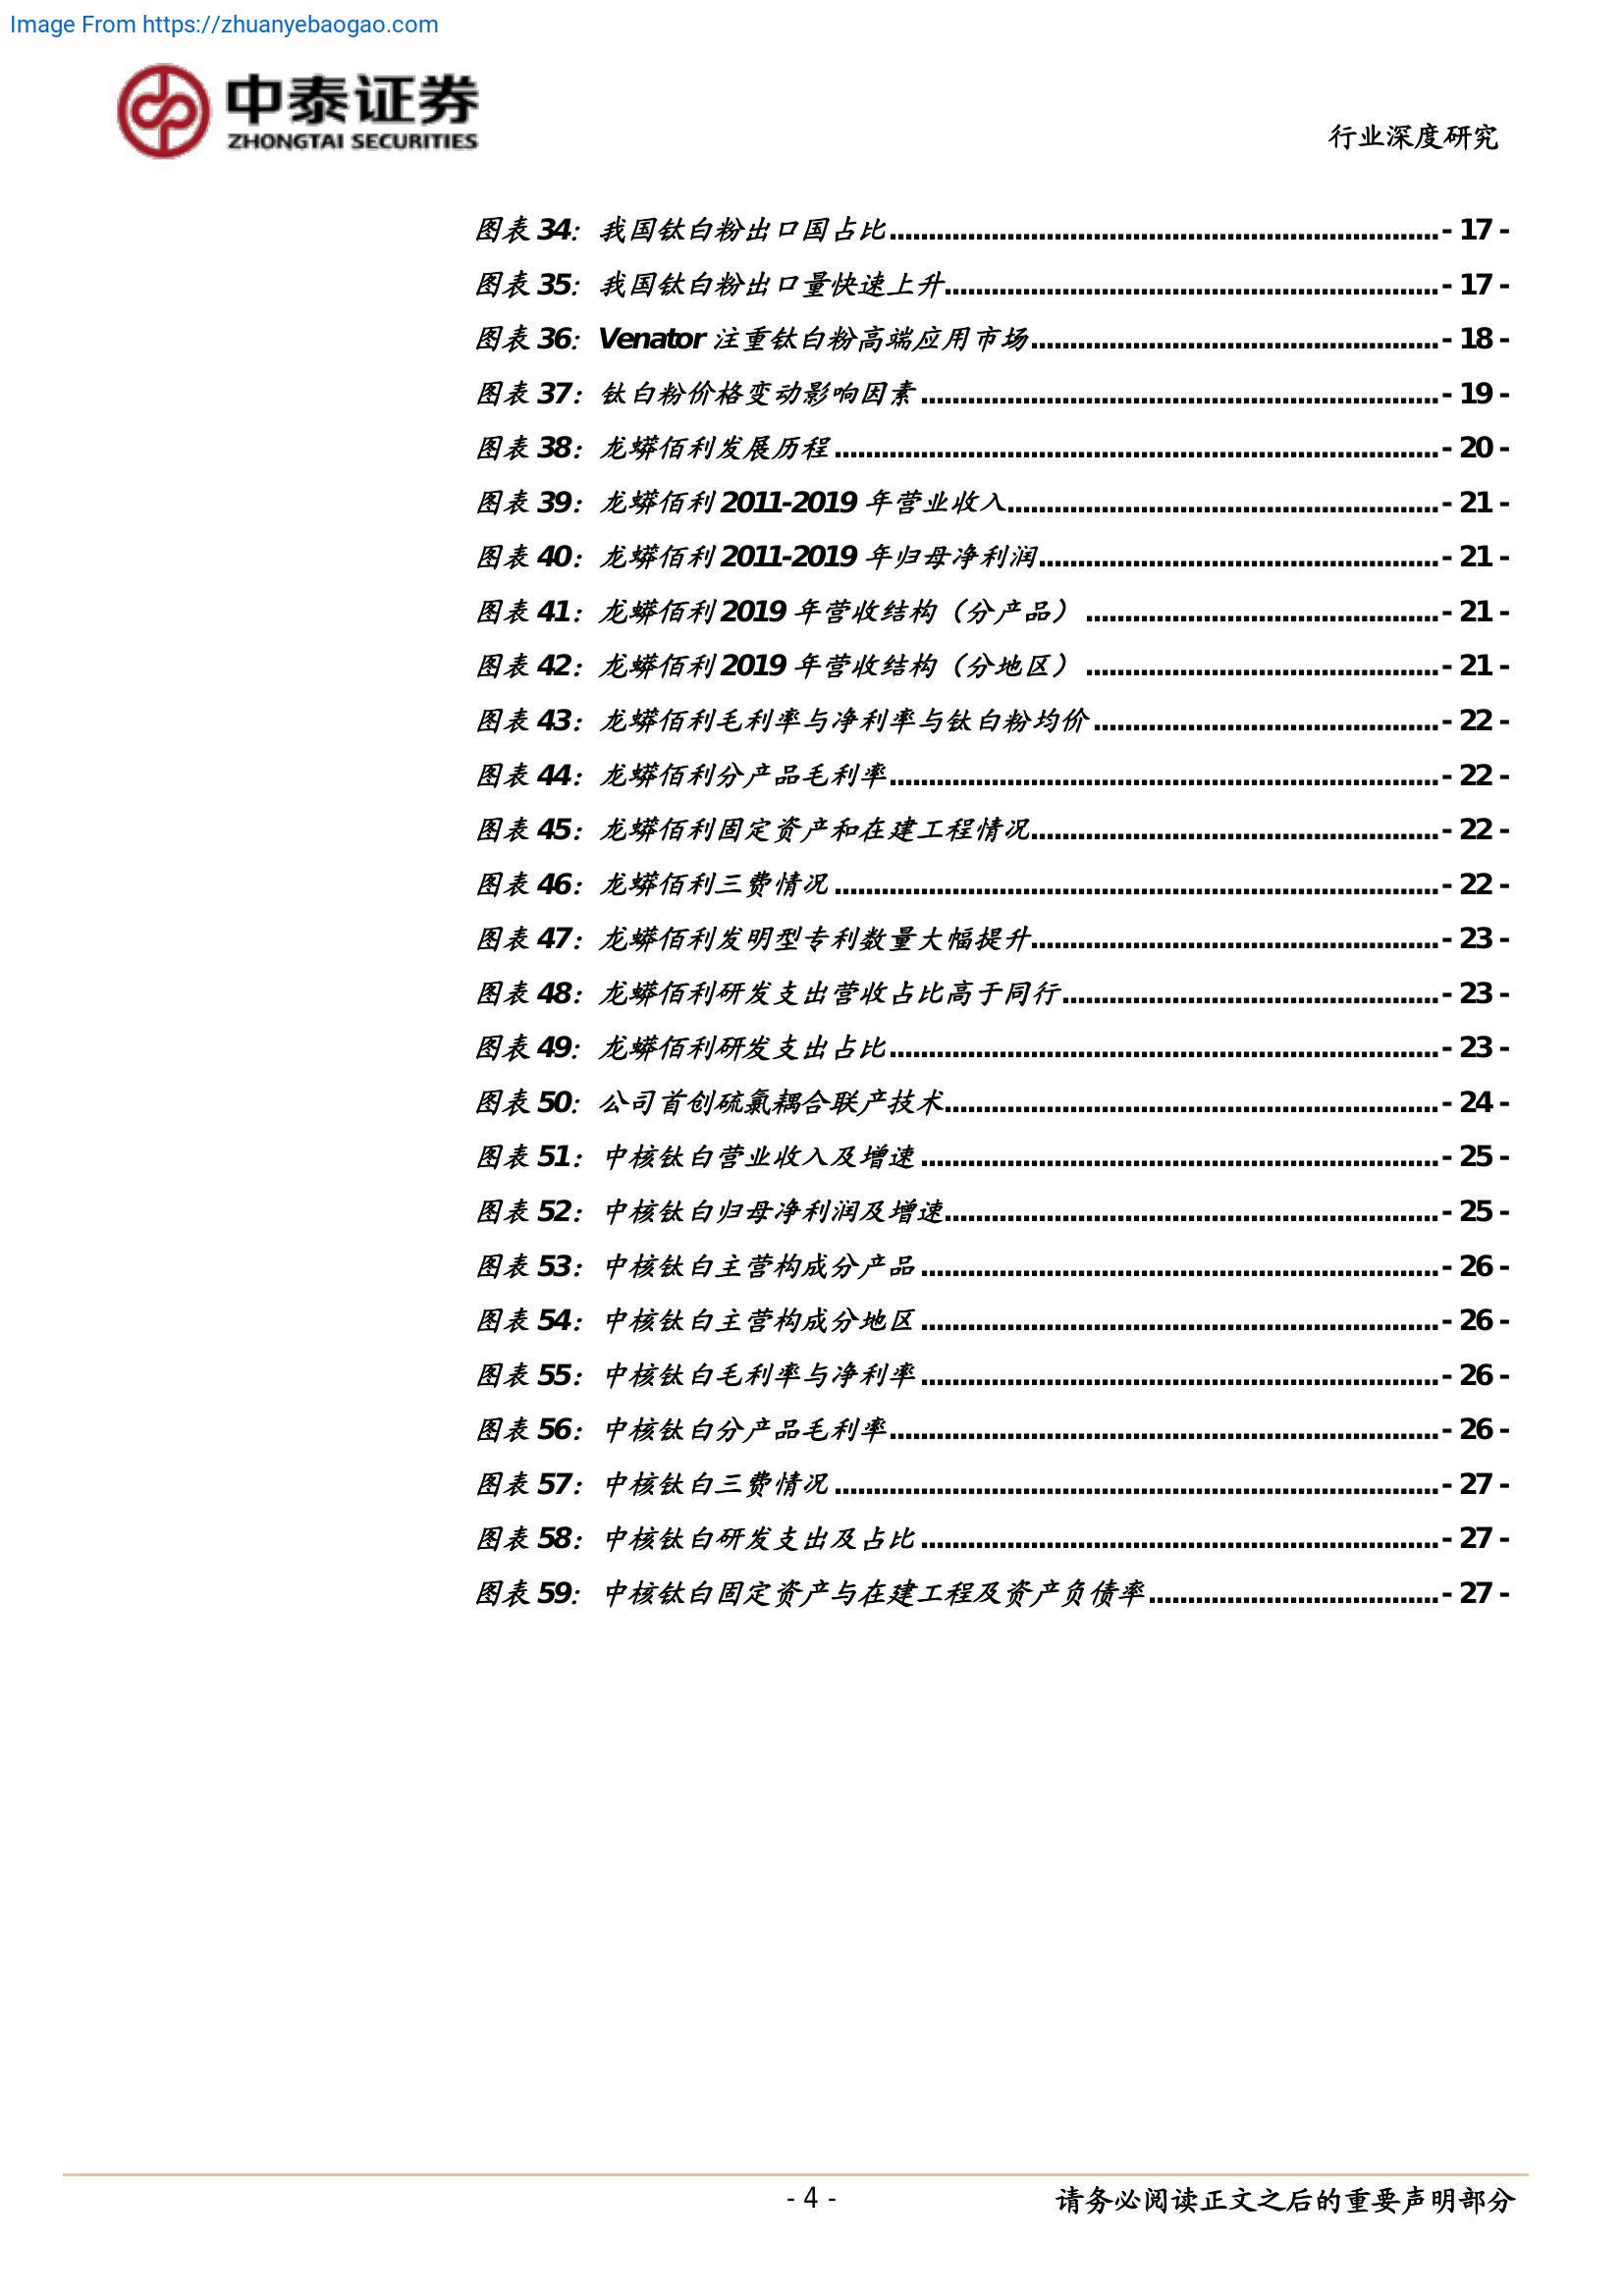 Image From https://zhuanyebaogao.com
中泰证券
ZHONGTAI SECURITIES
行业深度研究
图表 34：我国钛白粉出口国占比.......................................................................- 17 -
图表 35：我国钛白粉出口量快速上升................................................................- 17 -
图表 36：Venator 注重钛白粉高端应用市场.....................................................- 18 -
图表 37：钛白粉价格变动影响因素...................................................................- 19 -
图表 38：龙蟒佰利发展历程..............................................................................- 20 -
图表 39：龙蟒佰利 2011-2019 年营业收入........................................................- 21 -
图表 40：龙蟒佰利 2011-2019 年归母净利润....................................................- 21 -
图表 41：龙蟒佰利 2019 年营收结构（分产品）..............................................- 21 -
图表 42：龙蟒佰利 2019 年营收结构（分地区）..............................................- 21 -
图表 43：龙蟒佰利毛利率与净利率与钛白粉均价.............................................- 22 -
图表 44：龙蟒佰利分产品毛利率.......................................................................- 22 -
图表 45：龙蟒佰利固定资产和在建工程情况.....................................................- 22 -
图表 46：龙蟒佰利三费情况..............................................................................- 22 -
图表 47：龙蟒佰利发明型专利数量大幅提升.....................................................- 23 -
图表 48：龙蟒佰利研发支出营收占比高于同行.................................................- 23 -
图表 49：龙蟒佰利研发支出占比.......................................................................- 23 -
图表 50：公司首创硫氯耦合联产技术................................................................- 24 -
图表 51：中核钛白营业收入及增速...................................................................- 25 -
图表 52：中核钛白归母净利润及增速................................................................- 25 -
图表 53：中核钛白主营构成分产品...................................................................- 26 -
图表 54：中核钛白主营构成分地区...................................................................- 26 -
图表 55：中核钛白毛利率与净利率...................................................................- 26 -
图表 56：中核钛白分产品毛利率.......................................................................- 26 -
图表 57：中核钛白三费情况..............................................................................- 27 -
图表 58：中核钛白研发支出及占比...................................................................- 27 -
图表 59：中核钛白固定资产与在建工程及资产负债率......................................- 27 -
- 4 -
请务必阅读正文之后的重要声明部分